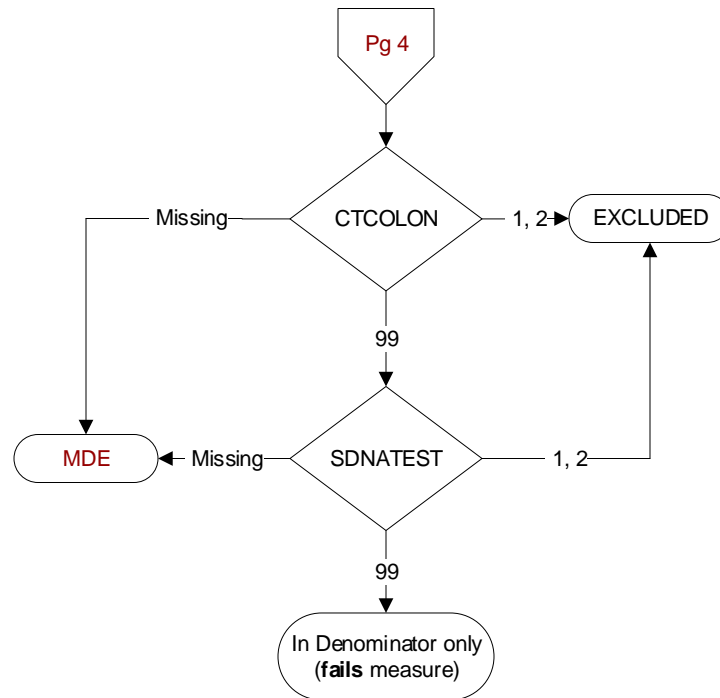 Pg 4
Missing
CTCOLON
1, 2
EXCLUDED
99
MDE
Missing
SDNATEST
1, 2
99
In Denominator only
(fails measure)